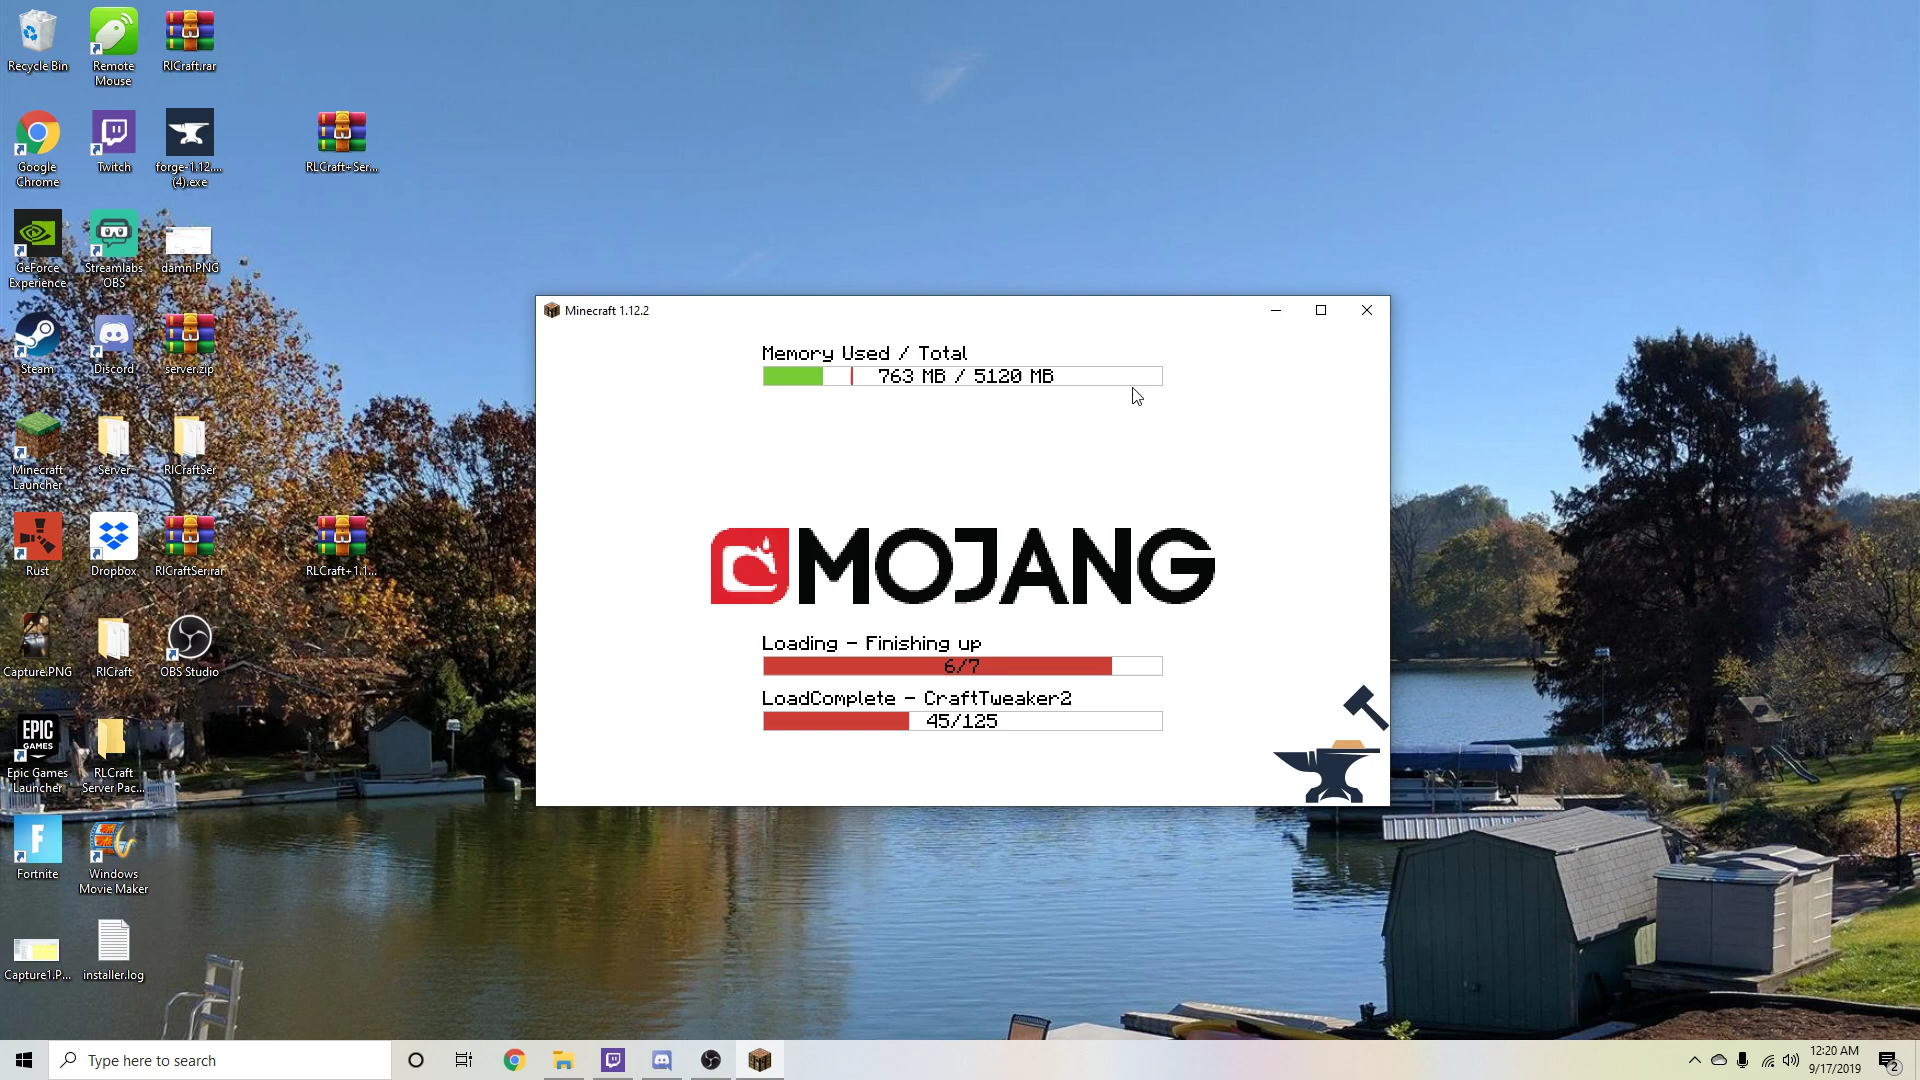 Recycle Bin
Remote
Mouse
RlCraft.rar
Google
Chrome
Twitch
forge-1.12....
(4).exe
RLCraft+Ser...
GeForce
Experience
Streamlabs
OBS
damn.PNG
Steam
Discord
server.zip
Minecraft
Launcher
Server
RlCraftSer
Rust
Dropbox
RlCraftSer.rar
RLCraft+1.1...
Capture.PNG
RlCraft
OBS Studio
EPIC
GAMES
Epic Games
Launcher
RLCraft
Server Pac...
Fortnite
Windows
Movie Maker
Capture1.P...
installer.log
Minecraft 1.12.2
Memory Used / Total
763 MB / 5120 MB
MOJANG
Loading - Finishing up
6/7
LoadComplete - CraftTweaker2
45/125
Type here to search
12:20 AM
9/17/2019
2